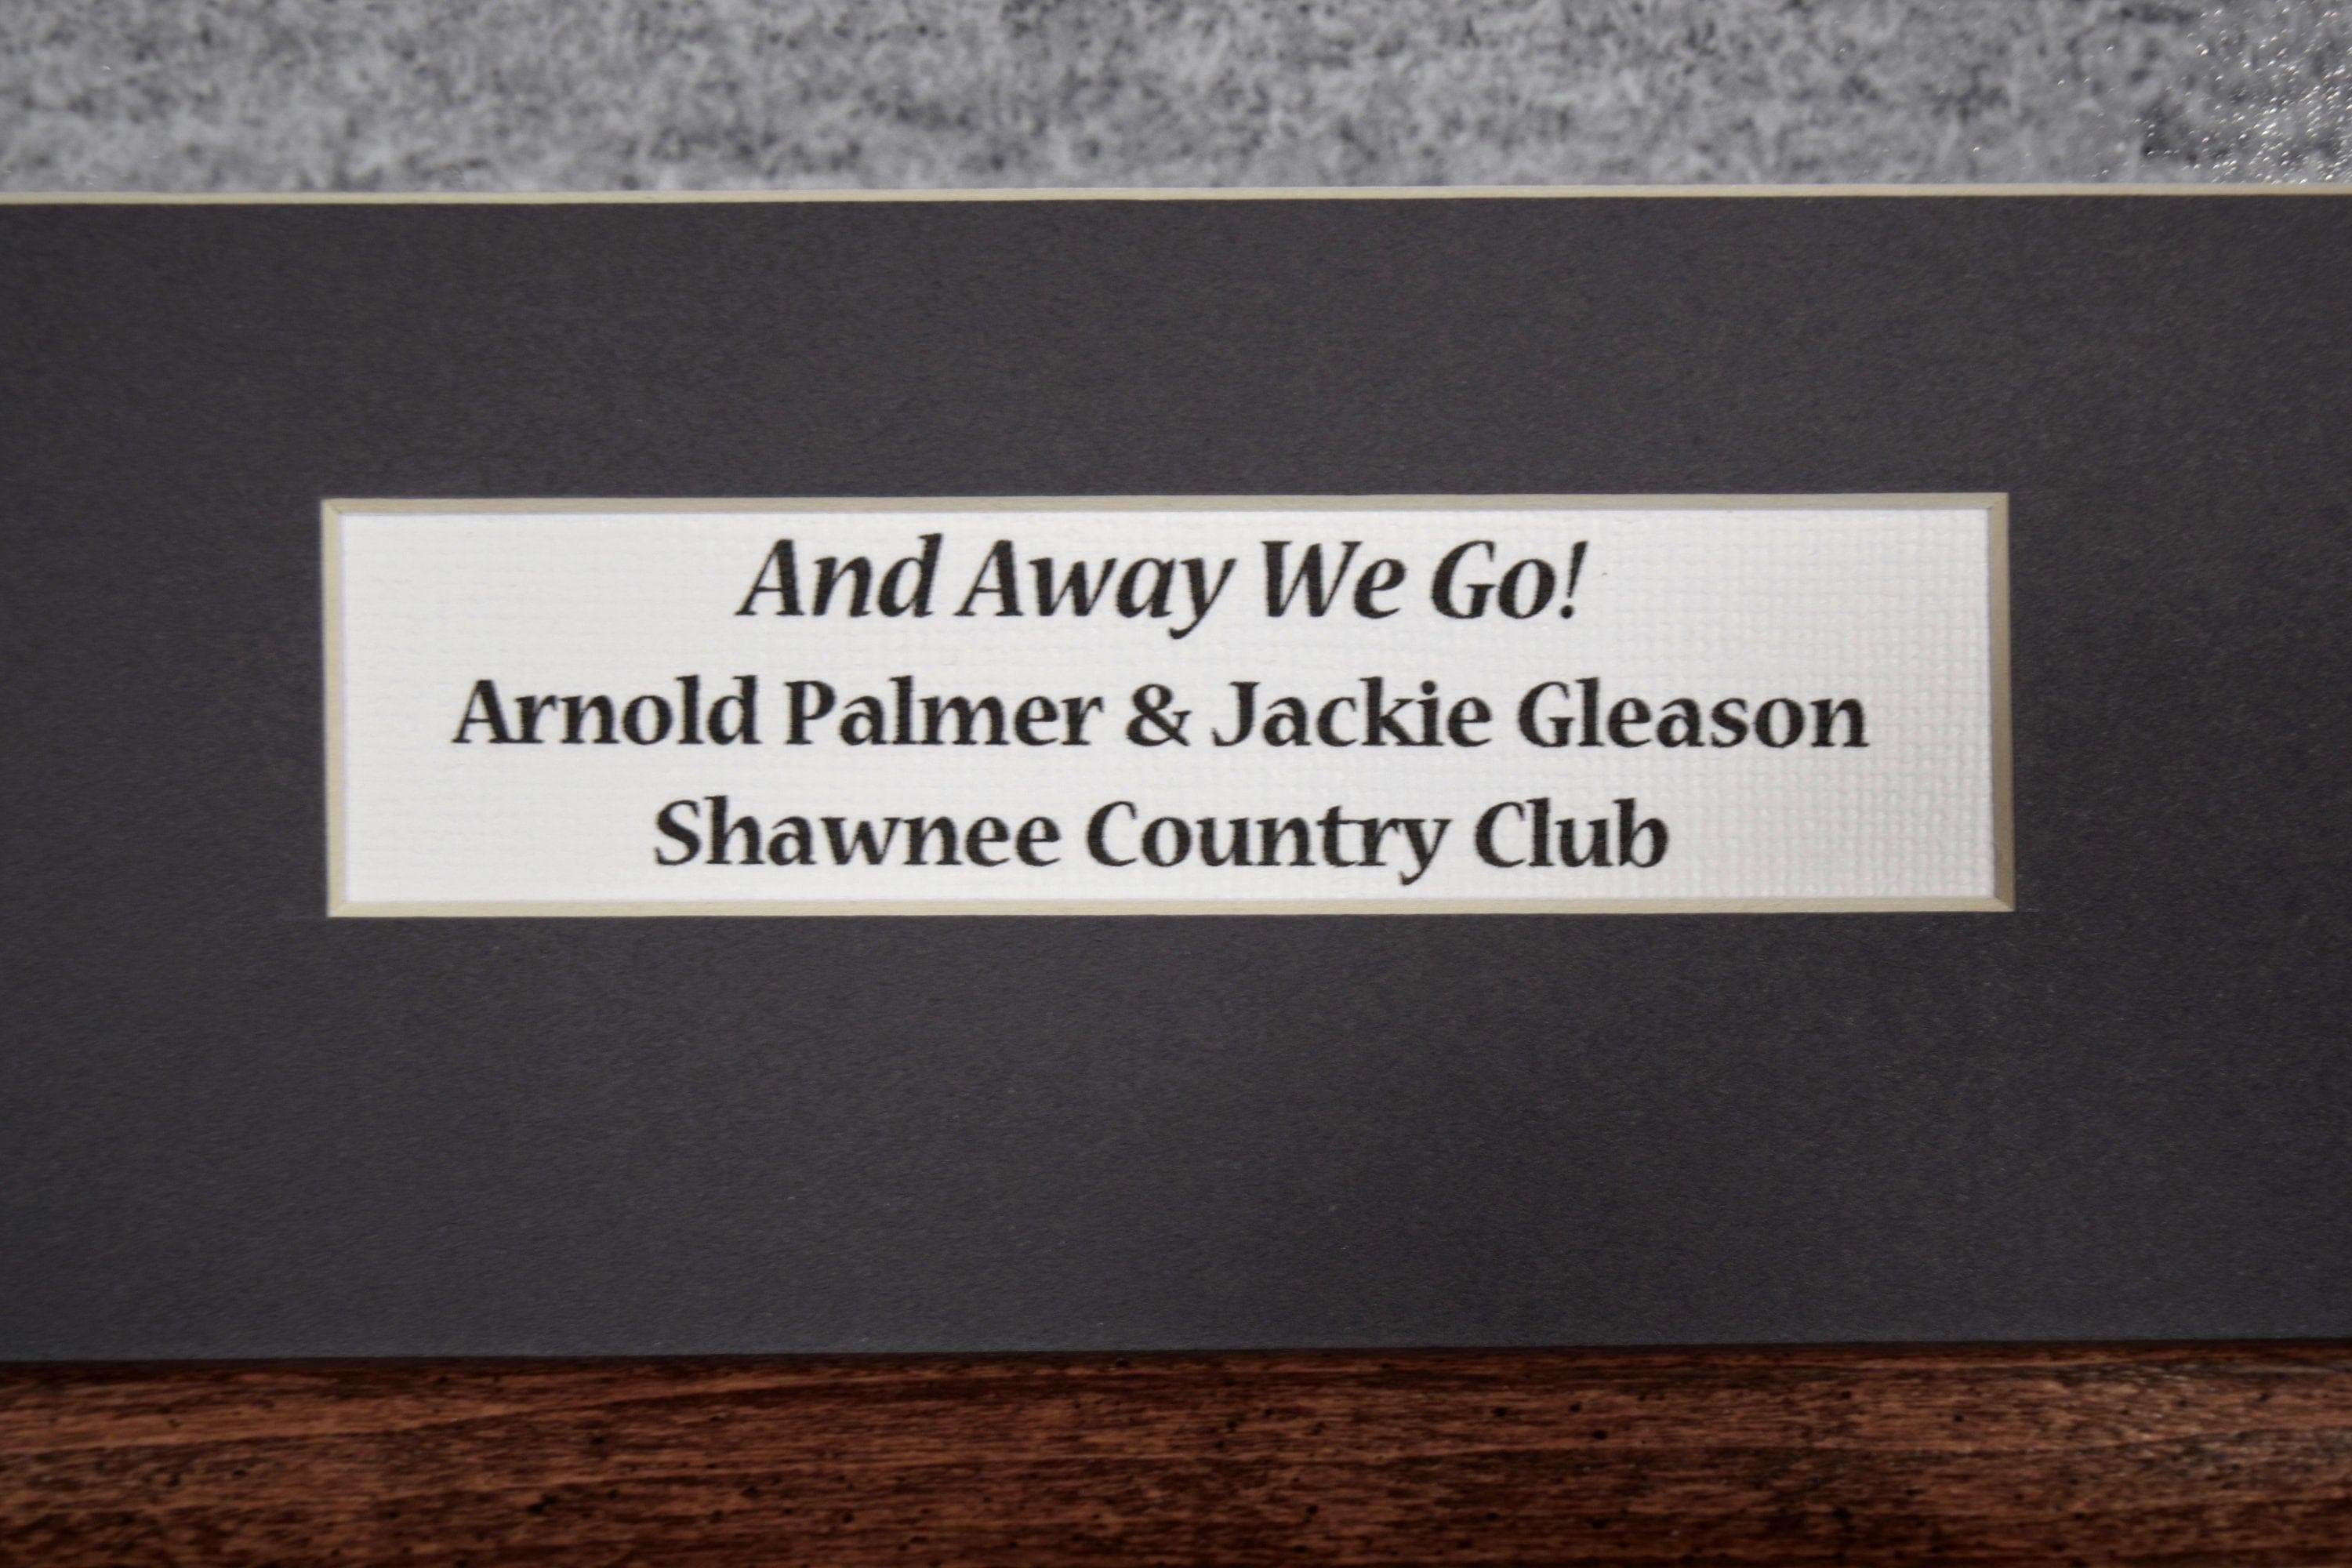 And Away We Go!
Arnold Palmer & Jackie Gleason
Shawnee Country Club